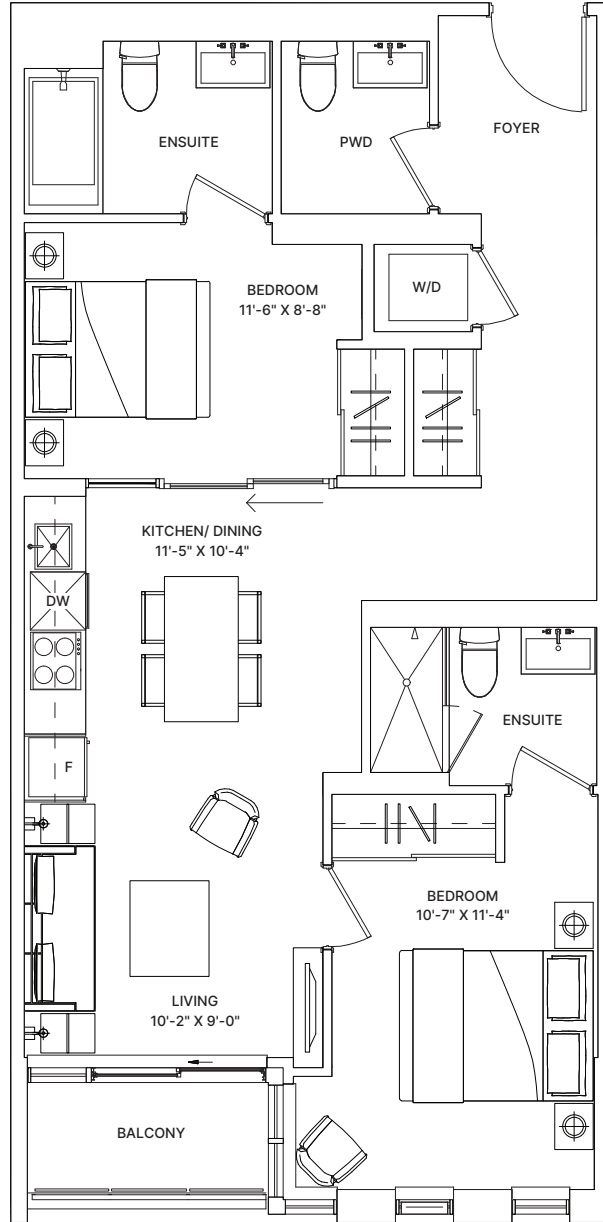 FOYER
ENSUITE
PWD
BEDROOM
11'-6" X 8'-8"
W/D
KITCHEN/ DINING
11'-5" X 10'-4"
DW
F
ENSUITE
BEDROOM
10'-7" X 11'-4"
LIVING
10'-2" X 9'-0"
BALCONY